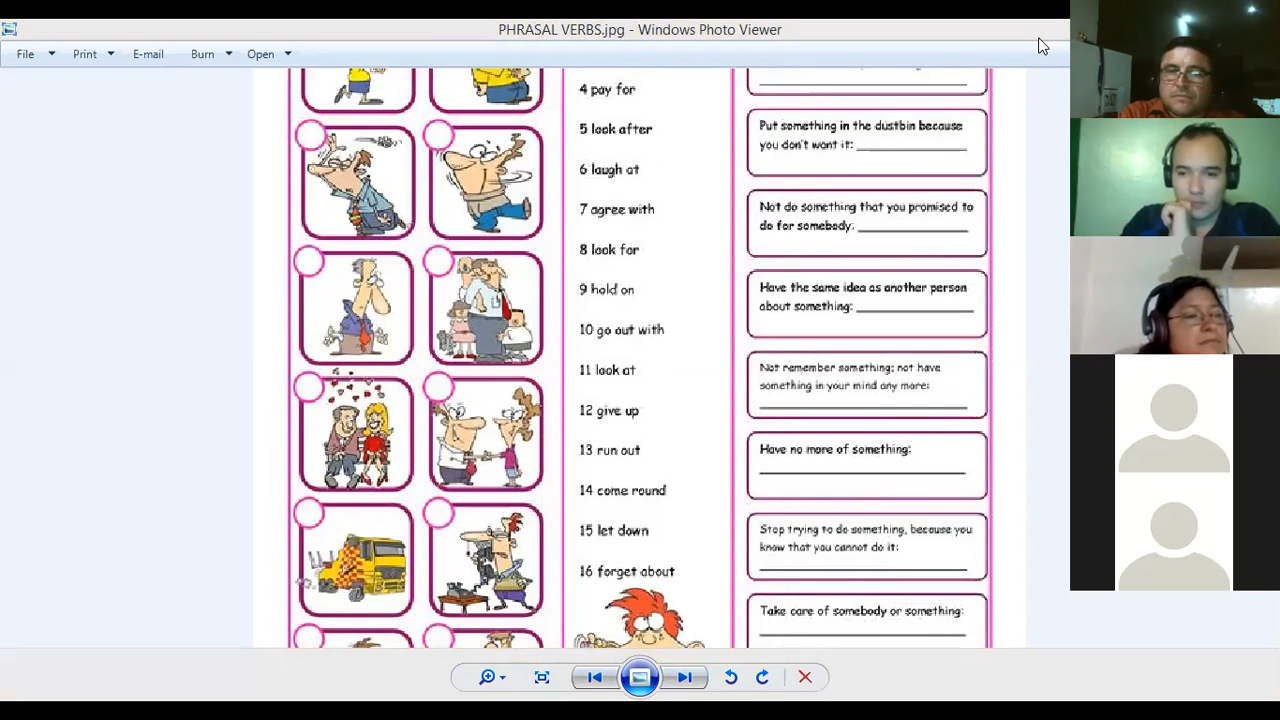 PHRASAL VERBS.jpg - Windows Photo Viewer
File Print E-mail Burn Open
4 pay for
5 look after
6 laugh at
7 agree with
8 look for
9 hold on
10 go out with
11 look at
12 give up
13 run out
14 come round
15 let down
16 forget about
Put something in the dustbin because
you don't want it:
Not do something that you promised to
do for somebody:
Have the same idea as another person
about something:
Not remember something; not have
something in your mind any more:
Have no more of something:
Stop trying to do something, because you
know that you cannot do it:
Take care of somebody or something: